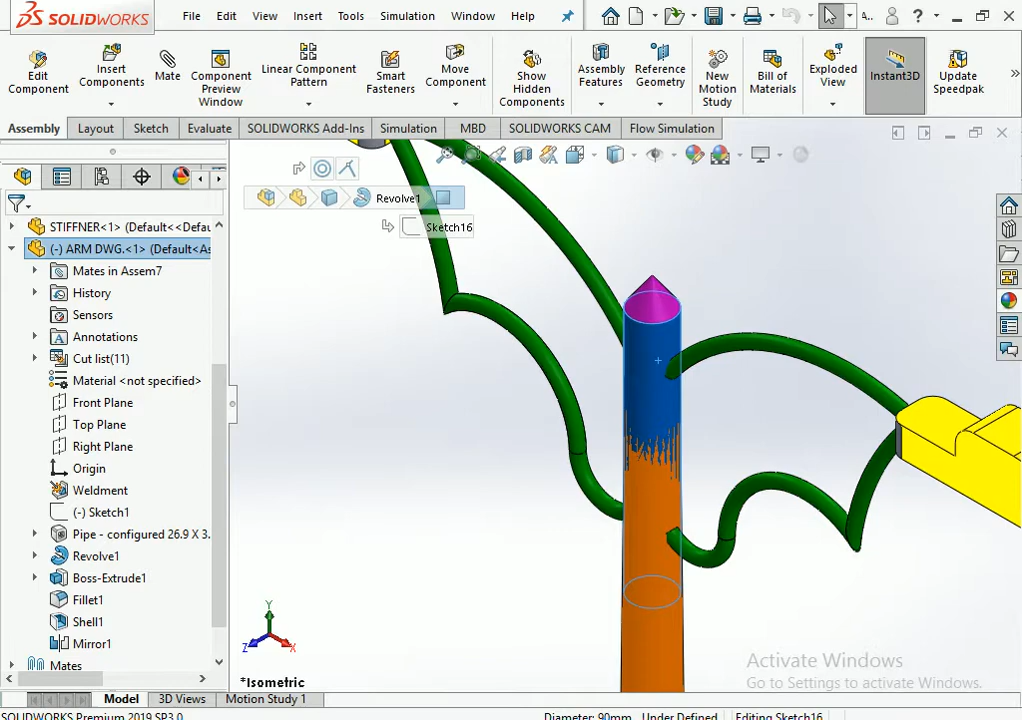 DS SOLIDWORKS File Edit View Insert Tools Simulation Window Help A.. ?
Edit Component
Insert Components
Mate
Component Preview Window
Linear Component Pattern
Smart Fasteners
Move Component
Show Hidden Components
Assembly Features
Reference Geometry
New Motion Study
Bill of Materials
Exploded View
Instant3D
Update Speedpak
Assembly Layout Sketch Evaluate SOLIDWORKS Add-Ins Simulation MBD SOLIDWORKS CAM Flow Simulation
Revolve1
Sketch16
STIFFNER<1> (Default<<Defau
(-) ARM DWG.<1> (Default<As
Mates in Assem7
History
Sensors
Annotations
Cut list(11)
Material <not specified>
Front Plane
Top Plane
Right Plane
Origin
Weldment
(-) Sketch1
Pipe - configured 26.9 X 3.
Revolve1
Boss-Extrude1
Fillet1
Shell1
Mirror1
Mates
Y
Z
X
*Isometric
Activate Windows
Go to Settings to activate Windows.
Model 3D Views Motion Study 1
SOLIDWORKS Premium 2019 SP3.0 Diameter: 90mm Under Defined Editing Sketch16